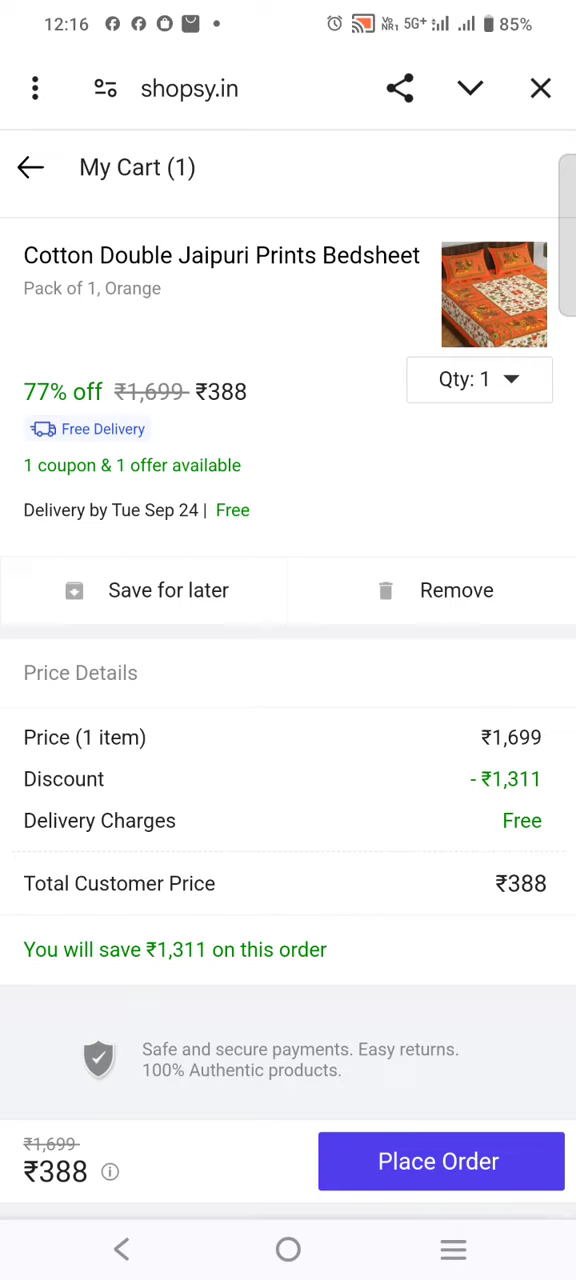 12:16
Vo NR1 5G+ 85%
shopsy.in
My Cart (1)
Cotton Double Jaipuri Prints Bedsheet
Pack of 1, Orange
Qty: 1
77% off ₹1,699 ₹388
Free Delivery
1 coupon & 1 offer available
Delivery by Tue Sep 24 | Free
Save for later
Remove
Price Details
Price (1 item) ₹1,699
Discount - ₹1,311
Delivery Charges Free
Total Customer Price ₹388
You will save ₹1,311 on this order
Safe and secure payments. Easy returns.
100% Authentic products.
₹1,699
₹388
Place Order